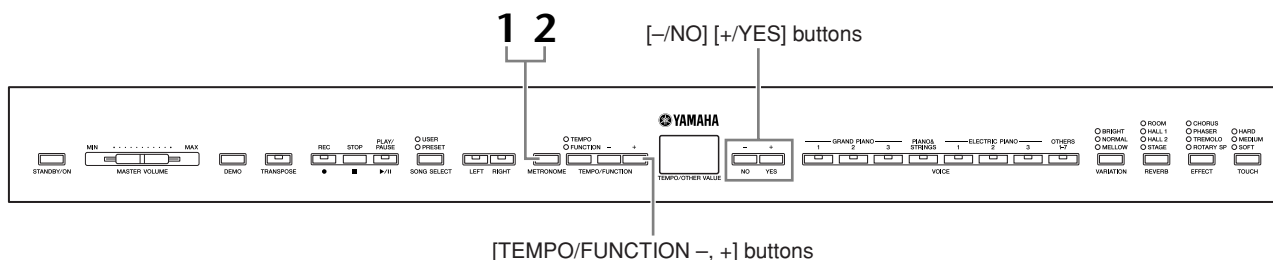 1 2
[–/NO] [+/YES] buttons
YAMAHA
MIN MAX
REC STOP PLAY/PAUSE
USER
PRESET
TEMPO
FUNCTION – +
– +
GRAND PIANO
1 2 3
PIANO& STRINGS
ELECTRIC PIANO
1 2 3
OTHERS
1–7
BRIGHT
NORMAL
MELLOW
ROOM
HALL 1
HALL 2
STAGE
CHORUS
PHASER
TREMOLO
ROTARY SP
HARD
MEDIUM
SOFT
STANDBY/ON
MASTER VOLUME
DEMO
TRANSPOSE
SONG SELECT
LEFT RIGHT
METRONOME
TEMPO/FUNCTION
TEMPO/OTHER VALUE
NO YES
VOICE
VARIATION
REVERB
EFFECT
TOUCH
[TEMPO/FUNCTION –, +] buttons